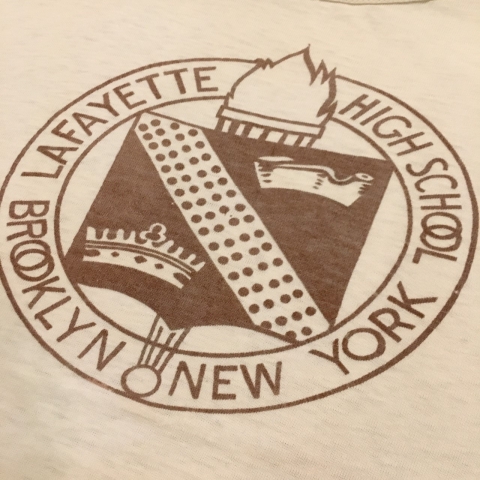 LAFAYETTE HIGH SCHOOL
BROOKLYN NEW YORK